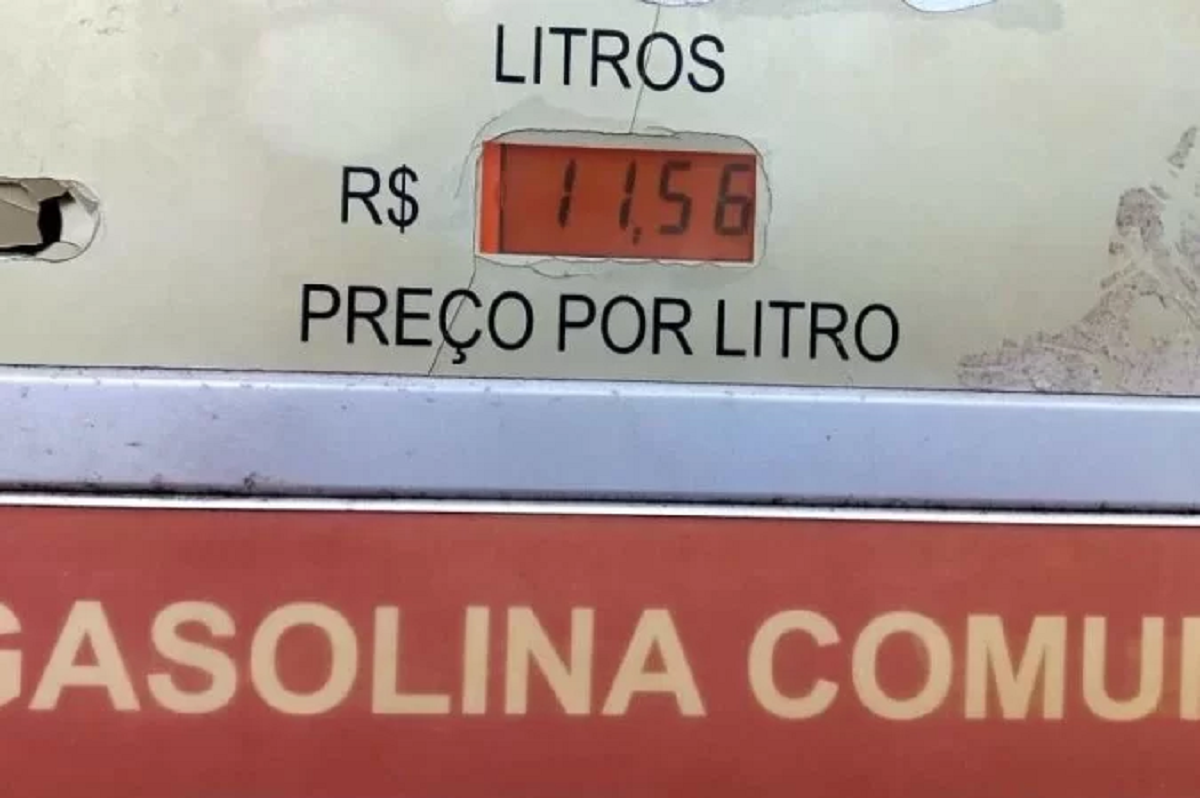 LITROS
R$ 11,56
PREÇO POR LITRO
GASOLINA COMU